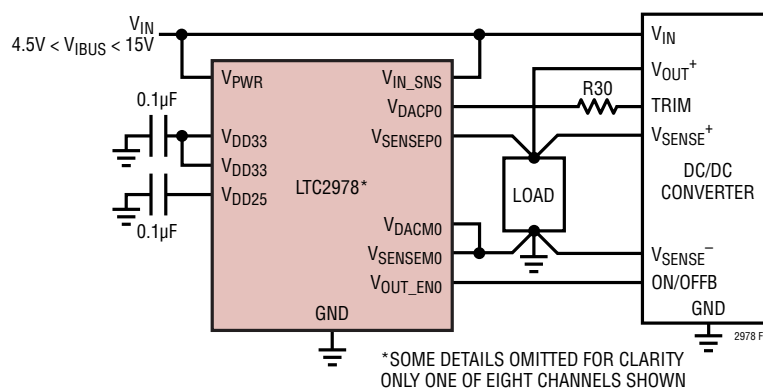 VIN
4.5V < VIBUS < 15V
VPWR
VIN_SNS
VIN
VOUT+
0.1µF
VDACP0
R30
TRIM
VDD33
VSENSEP0
VSENSE+
VDD33
DC/DC
CONVERTER
LTC2978*
LOAD
VDD25
0.1µF
VDACM0
VSENSEM0
VSENSE–
VOUT_EN0
ON/OFFB
GND
GND
2978 F
*SOME DETAILS OMITTED FOR CLARITY
ONLY ONE OF EIGHT CHANNELS SHOWN